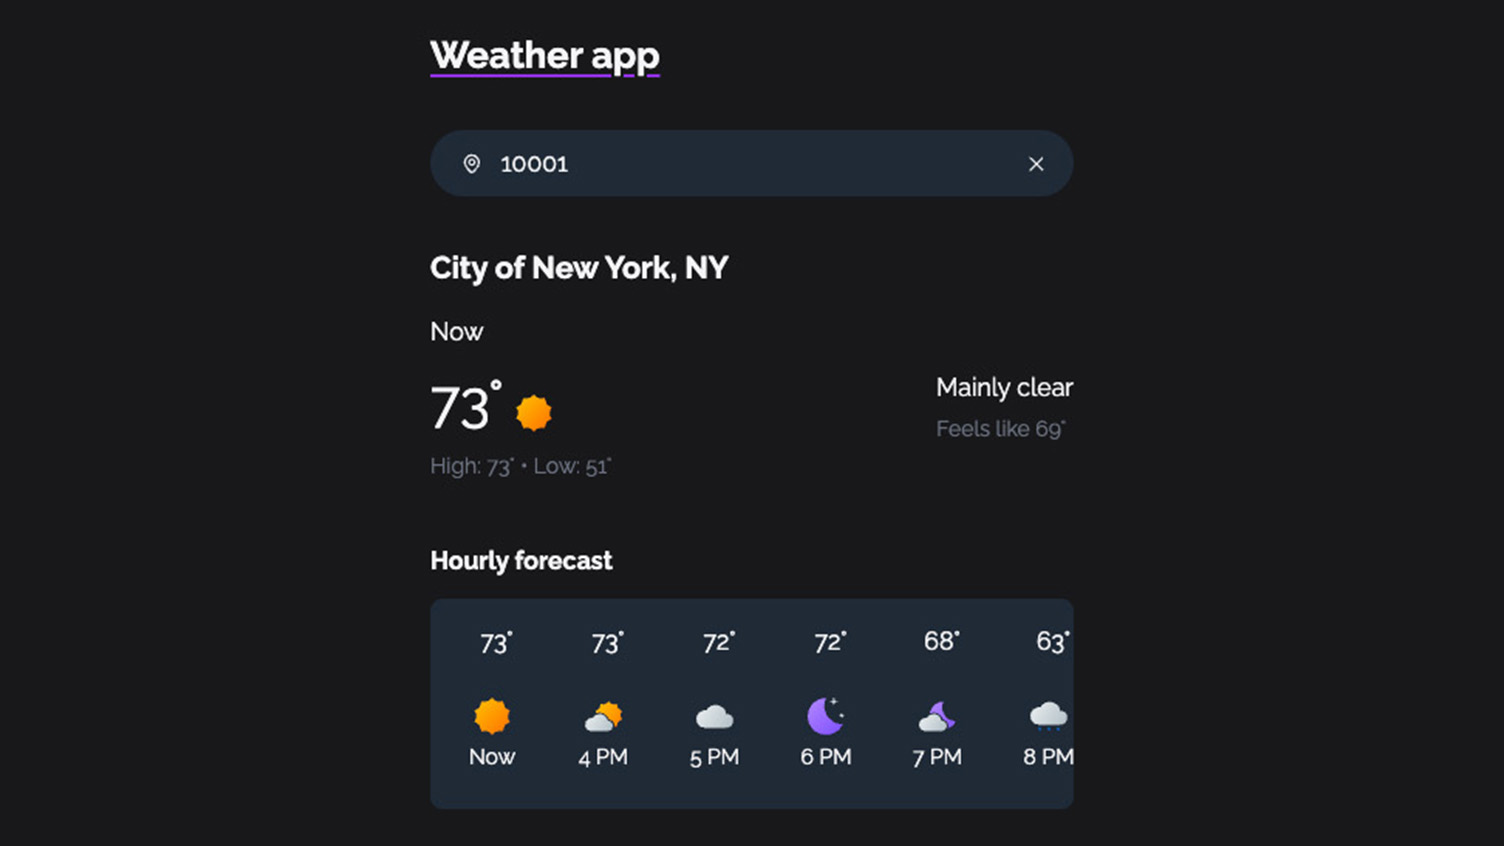 Weather app
10001
City of New York, NY
Now
73°
Mainly clear
Feels like 69°
High: 73° • Low: 51°
Hourly forecast
73° 73° 72° 72° 68° 63°
Now 4 PM 5 PM 6 PM 7 PM 8 PM